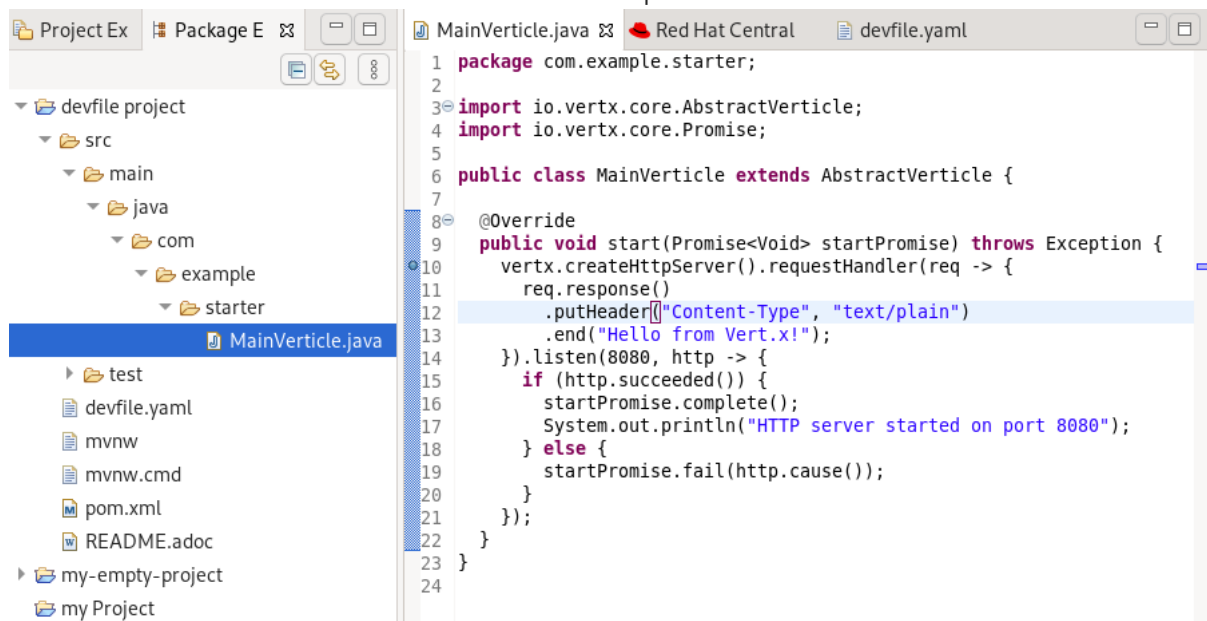 Project Ex
Package E
devfile project
src
main
java
com
example
starter
MainVerticle.java
test
devfile.yaml
mvnw
mvnw.cmd
pom.xml
README.adoc
my-empty-project
my Project
MainVerticle.java Red Hat Central devfile.yaml
1 package com.example.starter;
2
3 import io.vertx.core.AbstractVerticle;
4 import io.vertx.core.Promise;
5
6 public class MainVerticle extends AbstractVerticle {
7
8 @Override
9 public void start(Promise<Void> startPromise) throws Exception {
10 vertx.createHttpServer().requestHandler(req -> {
11 req.response()
12 .putHeader("Content-Type", "text/plain")
13 .end("Hello from Vert.x!");
14 }).listen(8080, http -> {
15 if (http.succeeded()) {
16 startPromise.complete();
17 System.out.println("HTTP server started on port 8080");
18 } else {
19 startPromise.fail(http.cause());
20 }
21 });
22 }
23 }
24